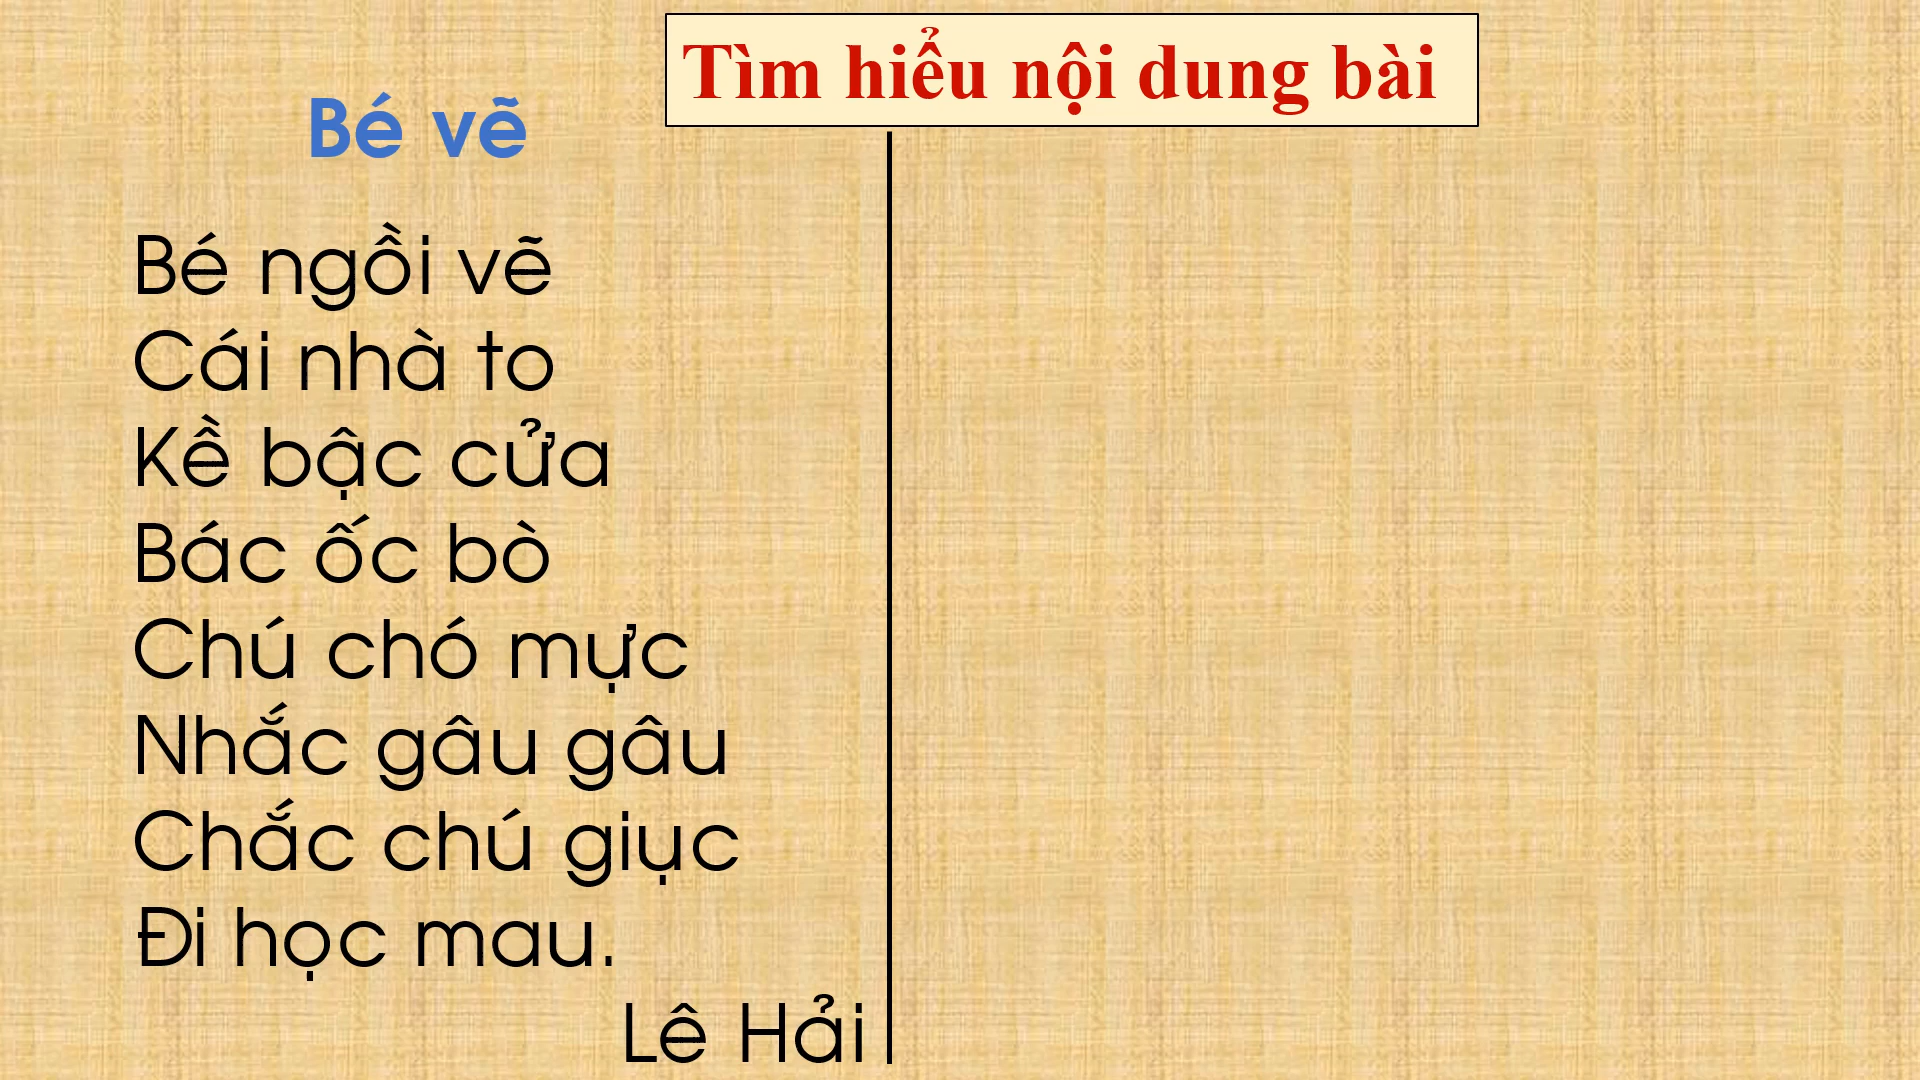 Tìm hiểu nội dung bài
Bé vẽ
Bé ngồi vẽ
Cái nhà to
Kề bậc cửa
Bác ốc bò
Chú chó mực
Nhắc gâu gâu
Chắc chú giục
Đi học mau.
Lê Hải